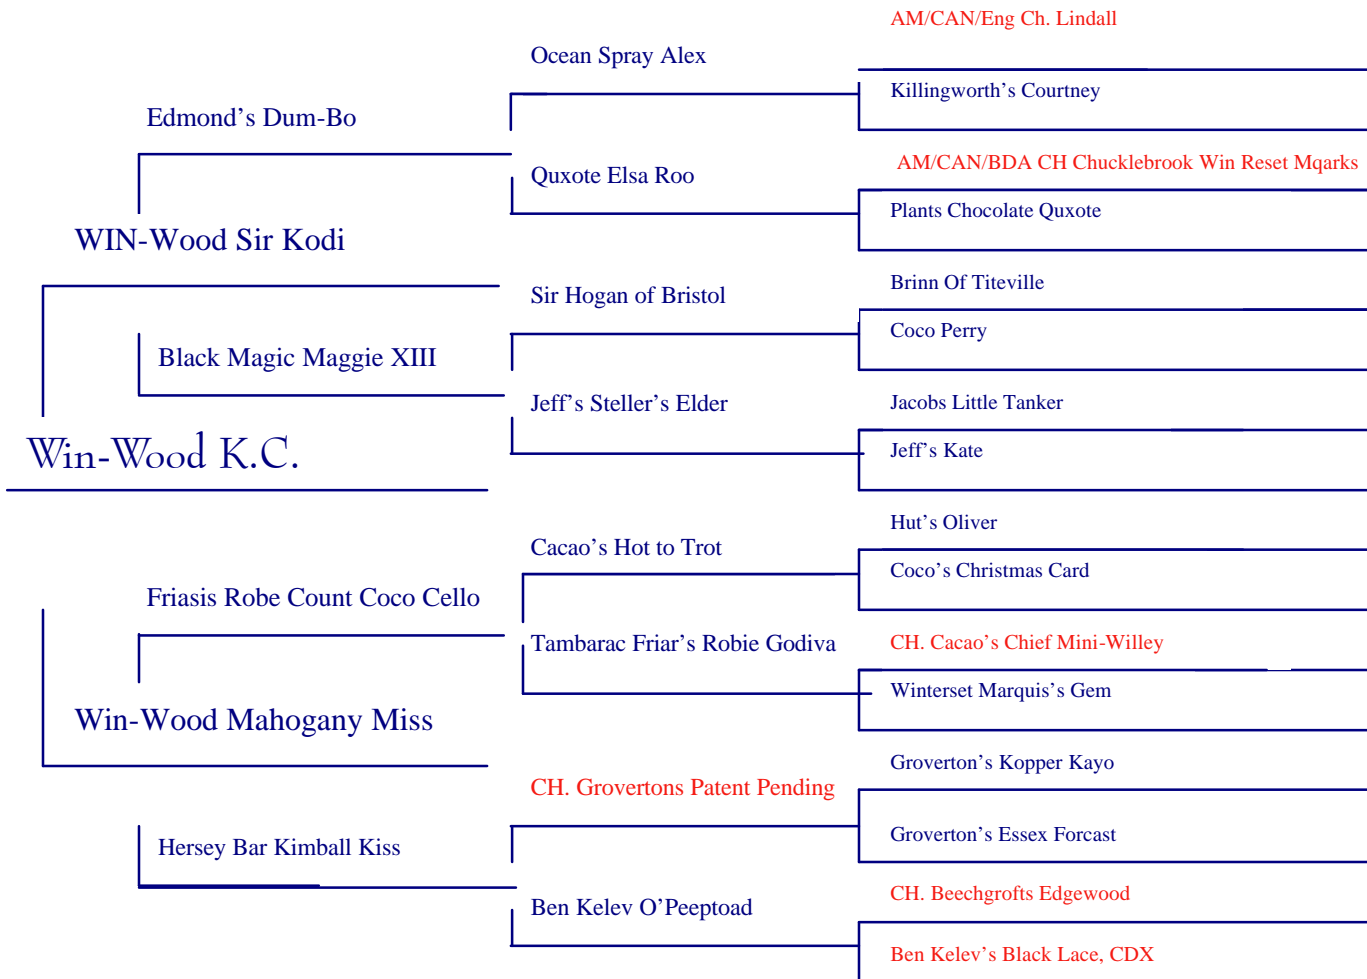 AM/CAN/Eng Ch. Lindall
Ocean Spray Alex
Killingworth's Courtney
Edmond's Dum-Bo
AM/CAN/BDA CH Chucklebrook Win Reset Mqarks
Quxote Elsa Roo
Plants Chocolate Quxote
WIN-Wood Sir Kodi
Brinn Of Titeville
Sir Hogan of Bristol
Coco Perry
Black Magic Maggie XIII
Jacobs Little Tanker
Jeff's Steller's Elder
Jeff's Kate
Win-Wood K.C.
Hut's Oliver
Cacao's Hot to Trot
Coco's Christmas Card
Friasis Robe Count Coco Cello
CH. Cacao's Chief Mini-Willey
Tambarac Friar's Robie Godiva
Winterset Marquis's Gem
Win-Wood Mahogany Miss
Groverton's Kopper Kayo
CH. Grovertons Patent Pending
Groverton's Essex Forcast
Hersey Bar Kimball Kiss
CH. Beechgrofts Edgewood
Ben Kelev O'Peeptoad
Ben Kelev's Black Lace, CDX